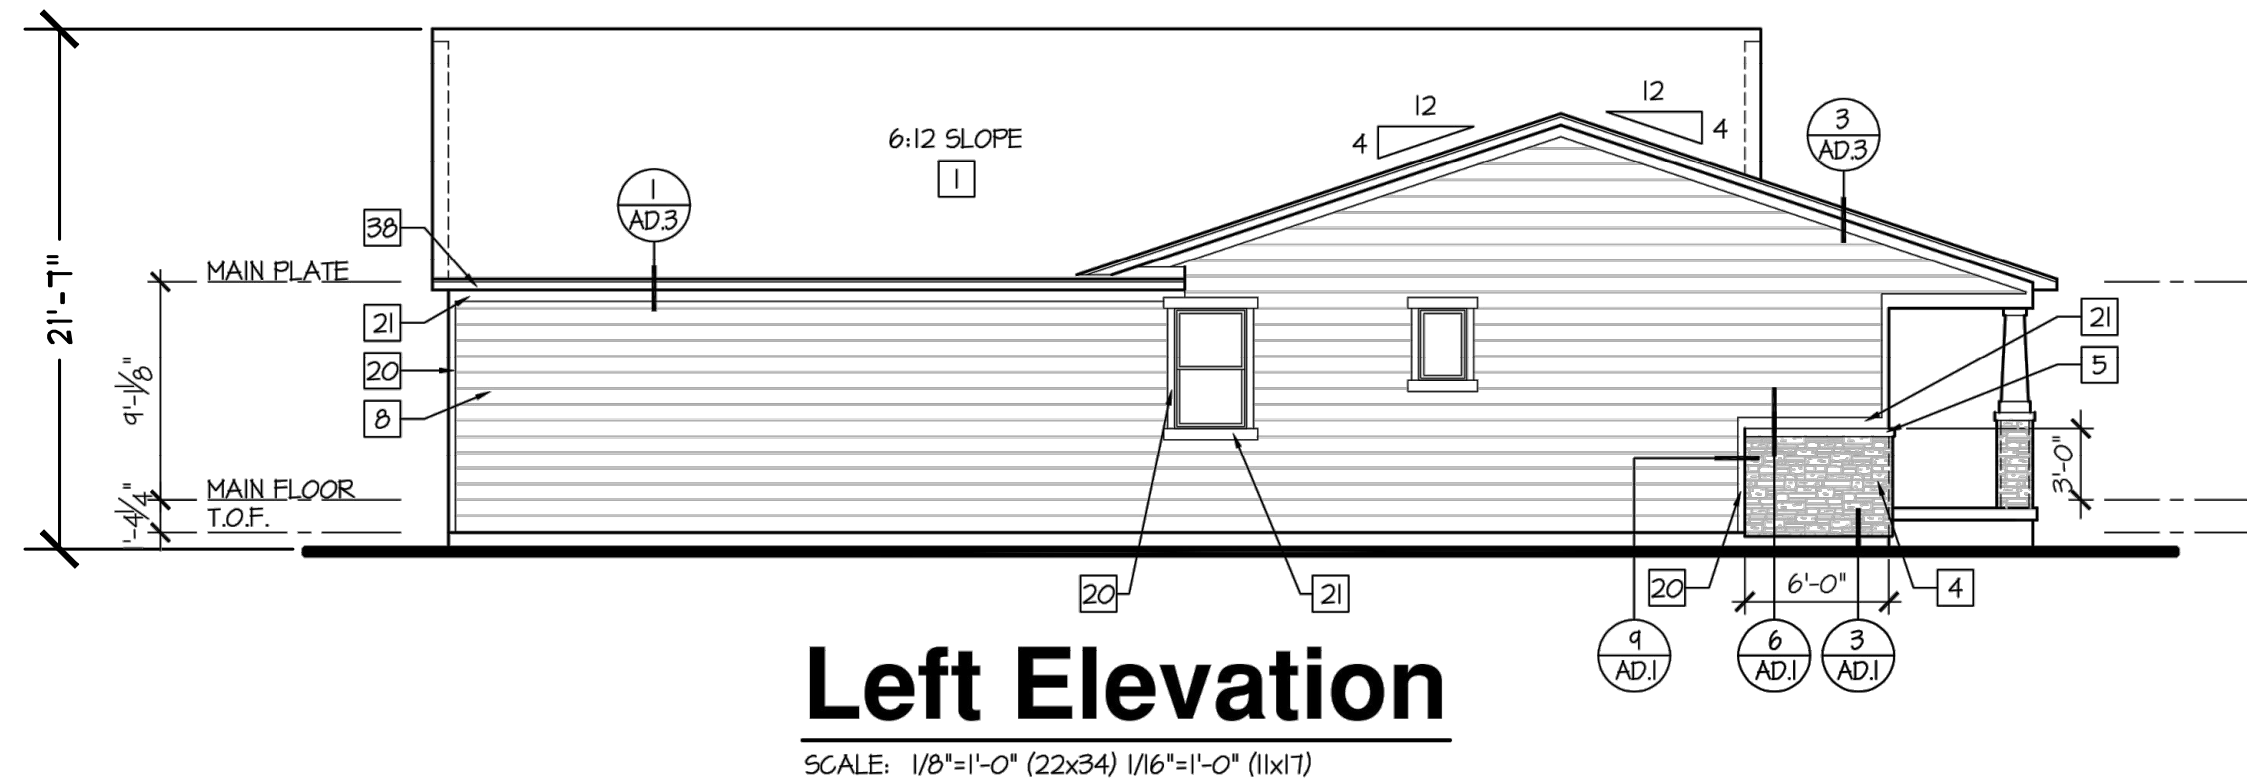 12
12
4
4
3
AD.3
6:12 SLOPE
1
1
AD.3
38
MAIN PLATE
21'-7"
21
20
8
9'-1 1/8"
21
5
3'-0"
MAIN FLOOR
T.O.F.
'-4 1/4"
20
21
20
6'-0"
4
9
AD.1
6
AD.1
3
AD.1
Left Elevation
SCALE: 1/8"=1'-0" (22x34) 1/16"=1'-0" (11x17)